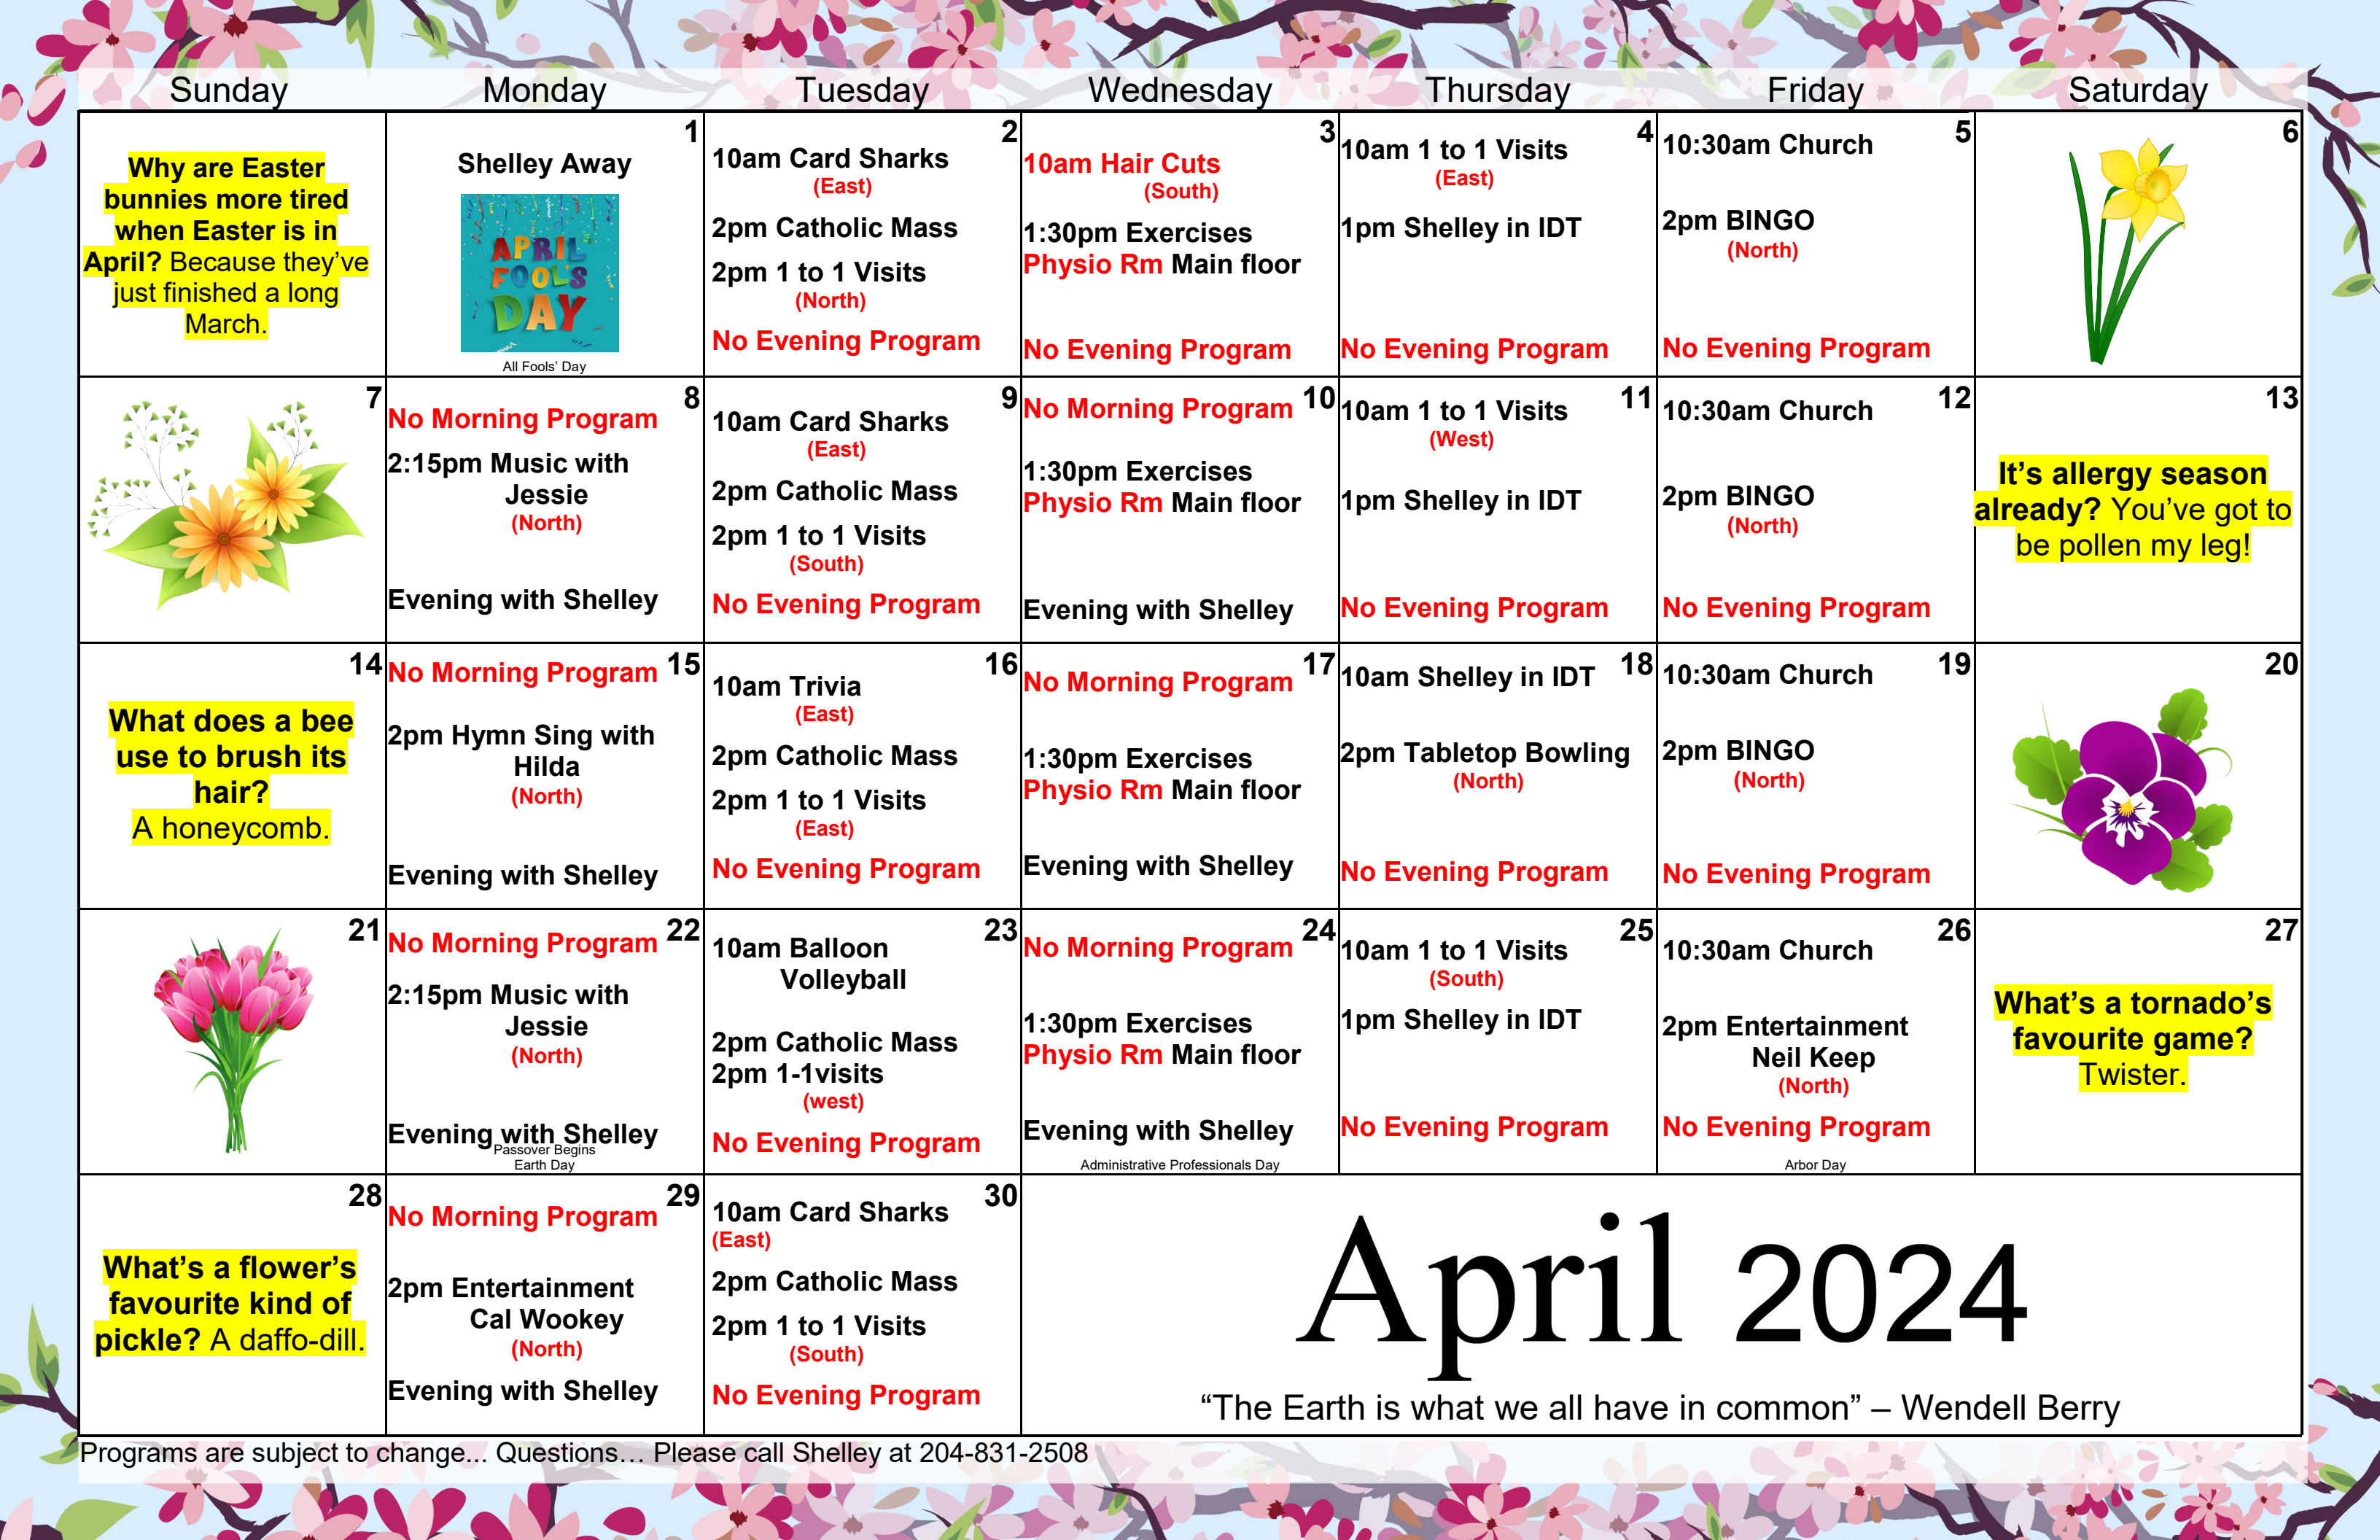 Sunday Monday Tuesday Wednesday Thursday Friday Saturday
Why are Easter
bunnies more tired
when Easter is in
April? Because they’ve
just finished a long
March.
1
Shelley Away
APRIL
FOOL'S
DAY
All Fools’ Day
2
10am Card Sharks
(East)
2pm Catholic Mass
2pm 1 to 1 Visits
(North)
No Evening Program
3
10am Hair Cuts
(South)
1:30pm Exercises
Physio Rm Main floor
No Evening Program
4
10am 1 to 1 Visits
(East)
1pm Shelley in IDT
No Evening Program
5
10:30am Church
2pm BINGO
(North)
No Evening Program
6
7
8
No Morning Program
2:15pm Music with
Jessie
(North)
Evening with Shelley
9
10am Card Sharks
(East)
2pm Catholic Mass
2pm 1 to 1 Visits
(South)
No Evening Program
No Morning Program 10
1:30pm Exercises
Physio Rm Main floor
Evening with Shelley
11
10am 1 to 1 Visits
(West)
1pm Shelley in IDT
No Evening Program
12
10:30am Church
2pm BINGO
(North)
No Evening Program
13
It’s allergy season
already? You’ve got to
be pollen my leg!
14
What does a bee
use to brush its
hair?
A honeycomb.
No Morning Program 15
2pm Hymn Sing with
Hilda
(North)
Evening with Shelley
16
10am Trivia
(East)
2pm Catholic Mass
2pm 1 to 1 Visits
(East)
No Evening Program
17
No Morning Program
1:30pm Exercises
Physio Rm Main floor
Evening with Shelley
18
10am Shelley in IDT
2pm Tabletop Bowling
(North)
No Evening Program
19
10:30am Church
2pm BINGO
(North)
No Evening Program
20
21
22
No Morning Program
2:15pm Music with
Jessie
(North)
Evening with Shelley
Passover Begins
Earth Day
23
10am Balloon
Volleyball
2pm Catholic Mass
2pm 1-1visits
(west)
No Evening Program
24
No Morning Program
1:30pm Exercises
Physio Rm Main floor
Evening with Shelley
Administrative Professionals Day
25
10am 1 to 1 Visits
(South)
1pm Shelley in IDT
No Evening Program
26
10:30am Church
2pm Entertainment
Neil Keep
(North)
No Evening Program
Arbor Day
27
What’s a tornado’s
favourite game?
Twister.
28
What’s a flower’s
favourite kind of
pickle? A daffo-dill.
29
No Morning Program
2pm Entertainment
Cal Wookey
(North)
Evening with Shelley
30
10am Card Sharks
(East)
2pm Catholic Mass
2pm 1 to 1 Visits
(South)
No Evening Program
April 2024
“The Earth is what we all have in common” – Wendell Berry
Programs are subject to change... Questions… Please call Shelley at 204-831-2508